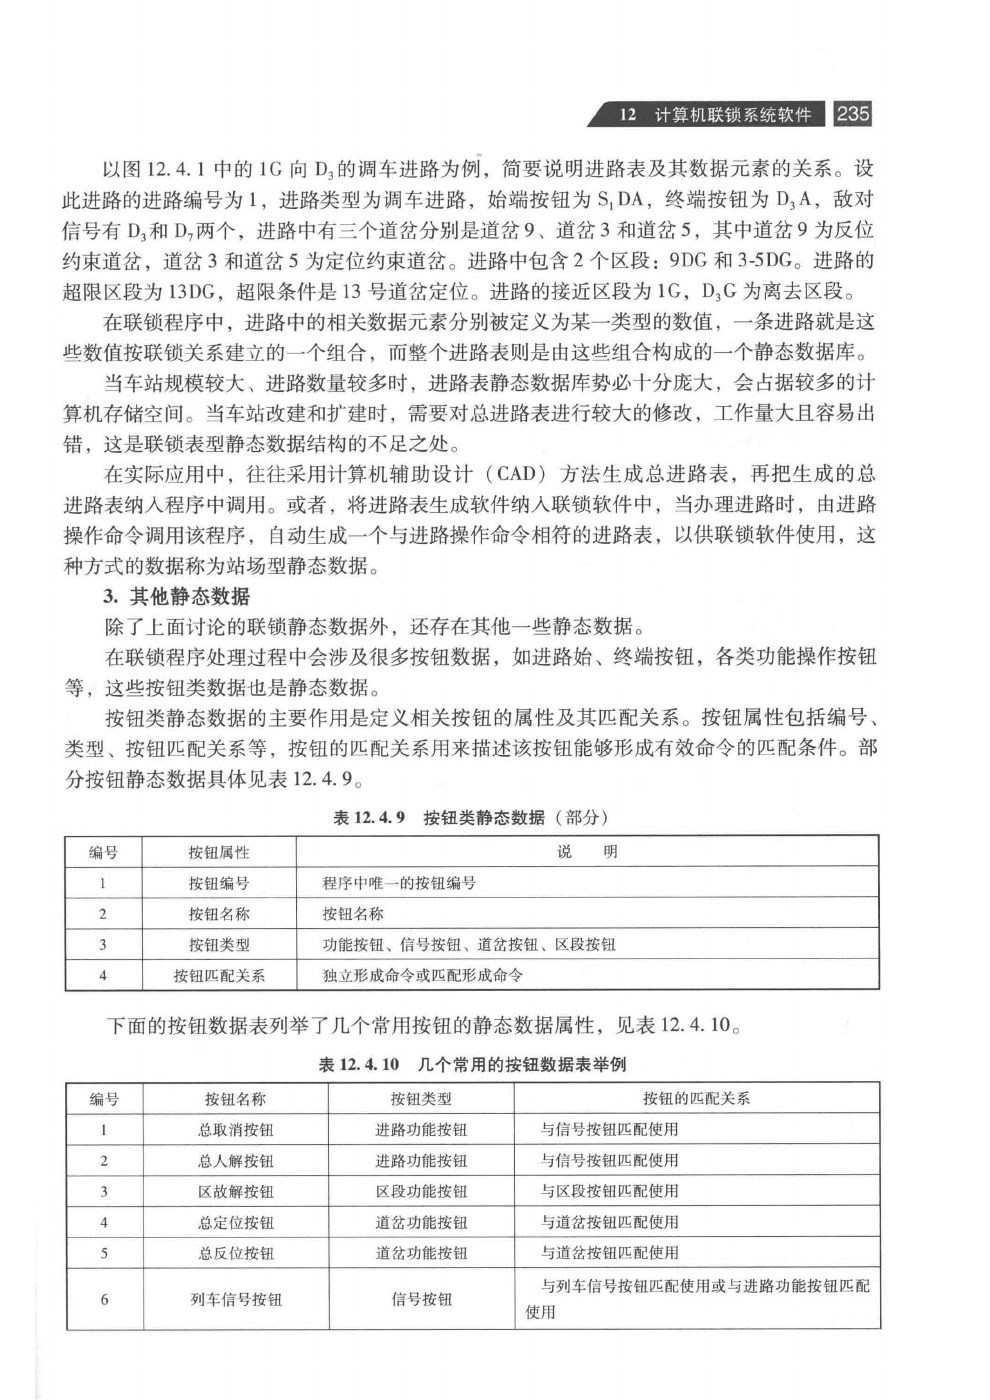 12 计算机联锁系统软件 235
以图 12.4.1 中的 1G 向 D₃的调车进路为例，简要说明进路表及其数据元素的关系。设
此进路的进路编号为 1，进路类型为调车进路，始端按钮为 S₁DA，终端按钮为 D₃A，敌对
信号有 D₃和 D₇两个，进路中有三个道岔分别是道岔 9、道岔 3 和道岔 5，其中道岔 9 为反位
约束道岔，道岔 3 和道岔 5 为定位约束道岔。进路中包含 2 个区段：9DG 和 3-5DG。进路的
超限区段为 13DG，超限条件是 13 号道岔定位。进路的接近区段为 1G，D₃G 为离去区段。
在联锁程序中，进路中的相关数据元素分别被定义为某一类型的数值，一条进路就是这
些数值按联锁关系建立的一个组合，而整个进路表则是由这些组合构成的一个静态数据库。
当车站规模较大、进路数量较多时，进路表静态数据库势必十分庞大，会占据较多的计
算机存储空间。当车站改建和扩建时，需要对总进路表进行较大的修改，工作量大且容易出
错，这是联锁表型静态数据结构的不足之处。
在实际应用中，往往采用计算机辅助设计（CAD）方法生成总进路表，再把生成的总
进路表纳入程序中调用。或者，将进路表生成软件纳入联锁软件中，当办理进路时，由进路
操作命令调用该程序，自动生成一个与进路操作命令相符的进路表，以供联锁软件使用，这
种方式的数据称为站场型静态数据。
3. 其他静态数据
除了上面讨论的联锁静态数据外，还存在其他一些静态数据。
在联锁程序处理过程中会涉及很多按钮数据，如进路始、终端按钮，各类功能操作按钮
等，这些按钮类数据也是静态数据。
按钮类静态数据的主要作用是定义相关按钮的属性及其匹配关系。按钮属性包括编号、
类型、按钮匹配关系等，按钮的匹配关系用来描述该按钮能够形成有效命令的匹配条件。部
分按钮静态数据具体见表 12.4.9。
表 12.4.9 按钮类静态数据（部分）
编号 按钮属性 说 明
1 按钮编号 程序中唯一的按钮编号
2 按钮名称 按钮名称
3 按钮类型 功能按钮、信号按钮、道岔按钮、区段按钮
4 按钮匹配关系 独立形成命令或匹配形成命令
下面的按钮数据表列举了几个常用按钮的静态数据属性，见表 12.4.10。
表 12.4.10 几个常用的按钮数据表举例
编号 按钮名称 按钮类型 按钮的匹配关系
1 总取消按钮 进路功能按钮 与信号按钮匹配使用
2 总人解按钮 进路功能按钮 与信号按钮匹配使用
3 区故解按钮 区段功能按钮 与区段按钮匹配使用
4 总定位按钮 道岔功能按钮 与道岔按钮匹配使用
5 总反位按钮 道岔功能按钮 与道岔按钮匹配使用
6 列车信号按钮 信号按钮 与列车信号按钮匹配使用或与进路功能按钮匹配
使用